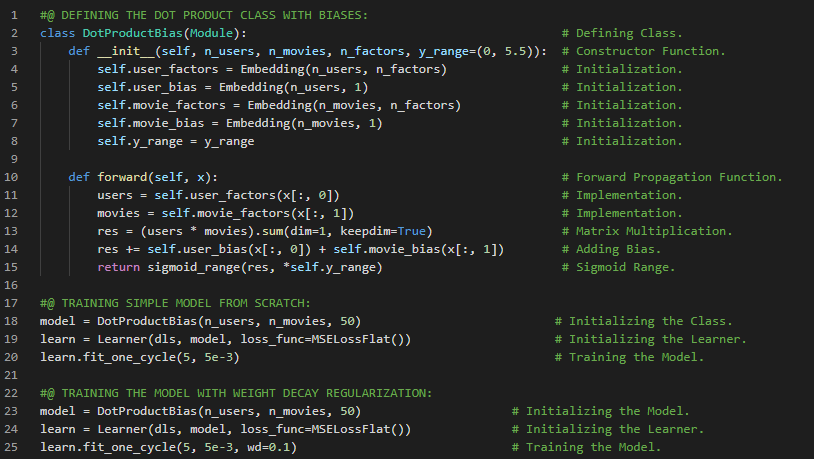 1 #@ DEFINING THE DOT PRODUCT CLASS WITH BIASES:
2 class DotProductBias(Module): # Defining Class.
3     def __init__(self, n_users, n_movies, n_factors, y_range=(0, 5.5)): # Constructor Function.
4         self.user_factors = Embedding(n_users, n_factors) # Initialization.
5         self.user_bias = Embedding(n_users, 1) # Initialization.
6         self.movie_factors = Embedding(n_movies, n_factors) # Initialization.
7         self.movie_bias = Embedding(n_movies, 1) # Initialization.
8         self.y_range = y_range # Initialization.
9
10     def forward(self, x): # Forward Propagation Function.
11         users = self.user_factors(x[:, 0]) # Implementation.
12         movies = self.movie_factors(x[:, 1]) # Implementation.
13         res = (users * movies).sum(dim=1, keepdim=True) # Matrix Multiplication.
14         res += self.user_bias(x[:, 0]) + self.movie_bias(x[:, 1]) # Adding Bias.
15         return sigmoid_range(res, *self.y_range) # Sigmoid Range.
16
17 #@ TRAINING SIMPLE MODEL FROM SCRATCH:
18 model = DotProductBias(n_users, n_movies, 50) # Initializing the Class.
19 learn = Learner(dls, model, loss_func=MSELossFlat()) # Initializing the Learner.
20 learn.fit_one_cycle(5, 5e-3) # Training the Model.
21
22 #@ TRAINING THE MODEL WITH WEIGHT DECAY REGULARIZATION:
23 model = DotProductBias(n_users, n_movies, 50) # Initializing the Model.
24 learn = Learner(dls, model, loss_func=MSELossFlat()) # Initializing the Learner.
25 learn.fit_one_cycle(5, 5e-3, wd=0.1) # Training the Model.